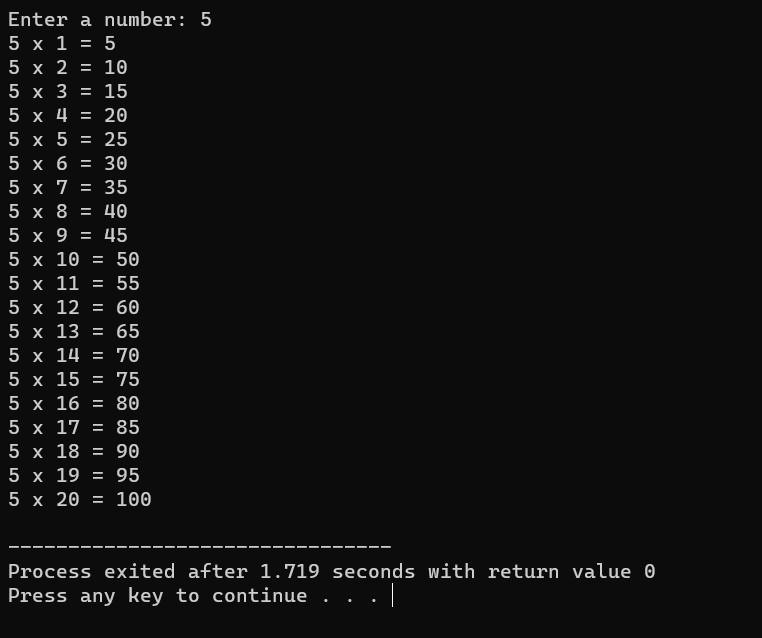 Enter a number: 5
5 x 1 = 5
5 x 2 = 10
5 x 3 = 15
5 x 4 = 20
5 x 5 = 25
5 x 6 = 30
5 x 7 = 35
5 x 8 = 40
5 x 9 = 45
5 x 10 = 50
5 x 11 = 55
5 x 12 = 60
5 x 13 = 65
5 x 14 = 70
5 x 15 = 75
5 x 16 = 80
5 x 17 = 85
5 x 18 = 90
5 x 19 = 95
5 x 20 = 100
--------------------------------
Process exited after 1.719 seconds with return value 0
Press any key to continue . . .